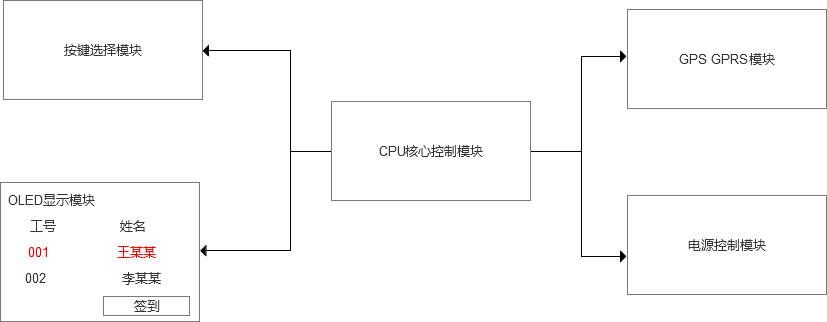 按键选择模块
GPS GPRS模块
CPU核心控制模块
OLED显示模块
工号 姓名
001 王某某
002 李某某
签到
电源控制模块